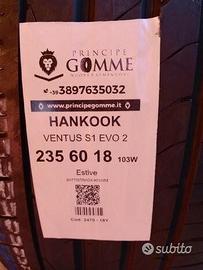 PRINCIPE
GOMME
+39 3897635032
www.principegomme.it
HANKOOK
VENTUS S1 EVO 2
235 60 18 103W
Estive
subito